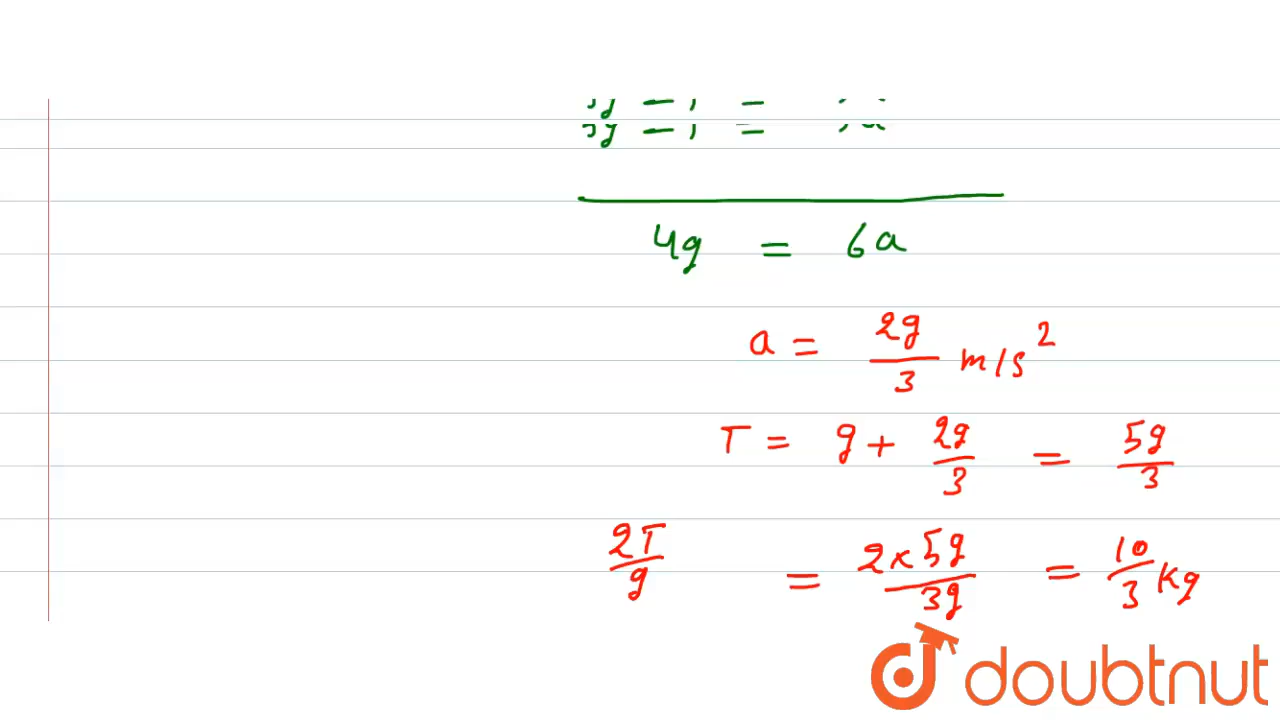 4g = 6a
a = 2g/3 m/s²
T = g + 2g/3 = 5g/3
2T/g = 2×5g/3g = 10/3 kg
doubtnut